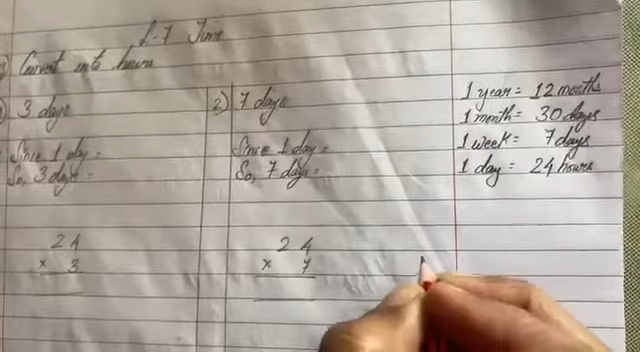 L-7 Time
Convert into hours
3 days
Since 1 day =
So, 3 days =
24
× 3
2) 7 days
Since 1 day =
So, 7 days =
24
× 7
1 year = 12 months
1 month = 30 days
1 week = 7 days
1 day = 24 hours